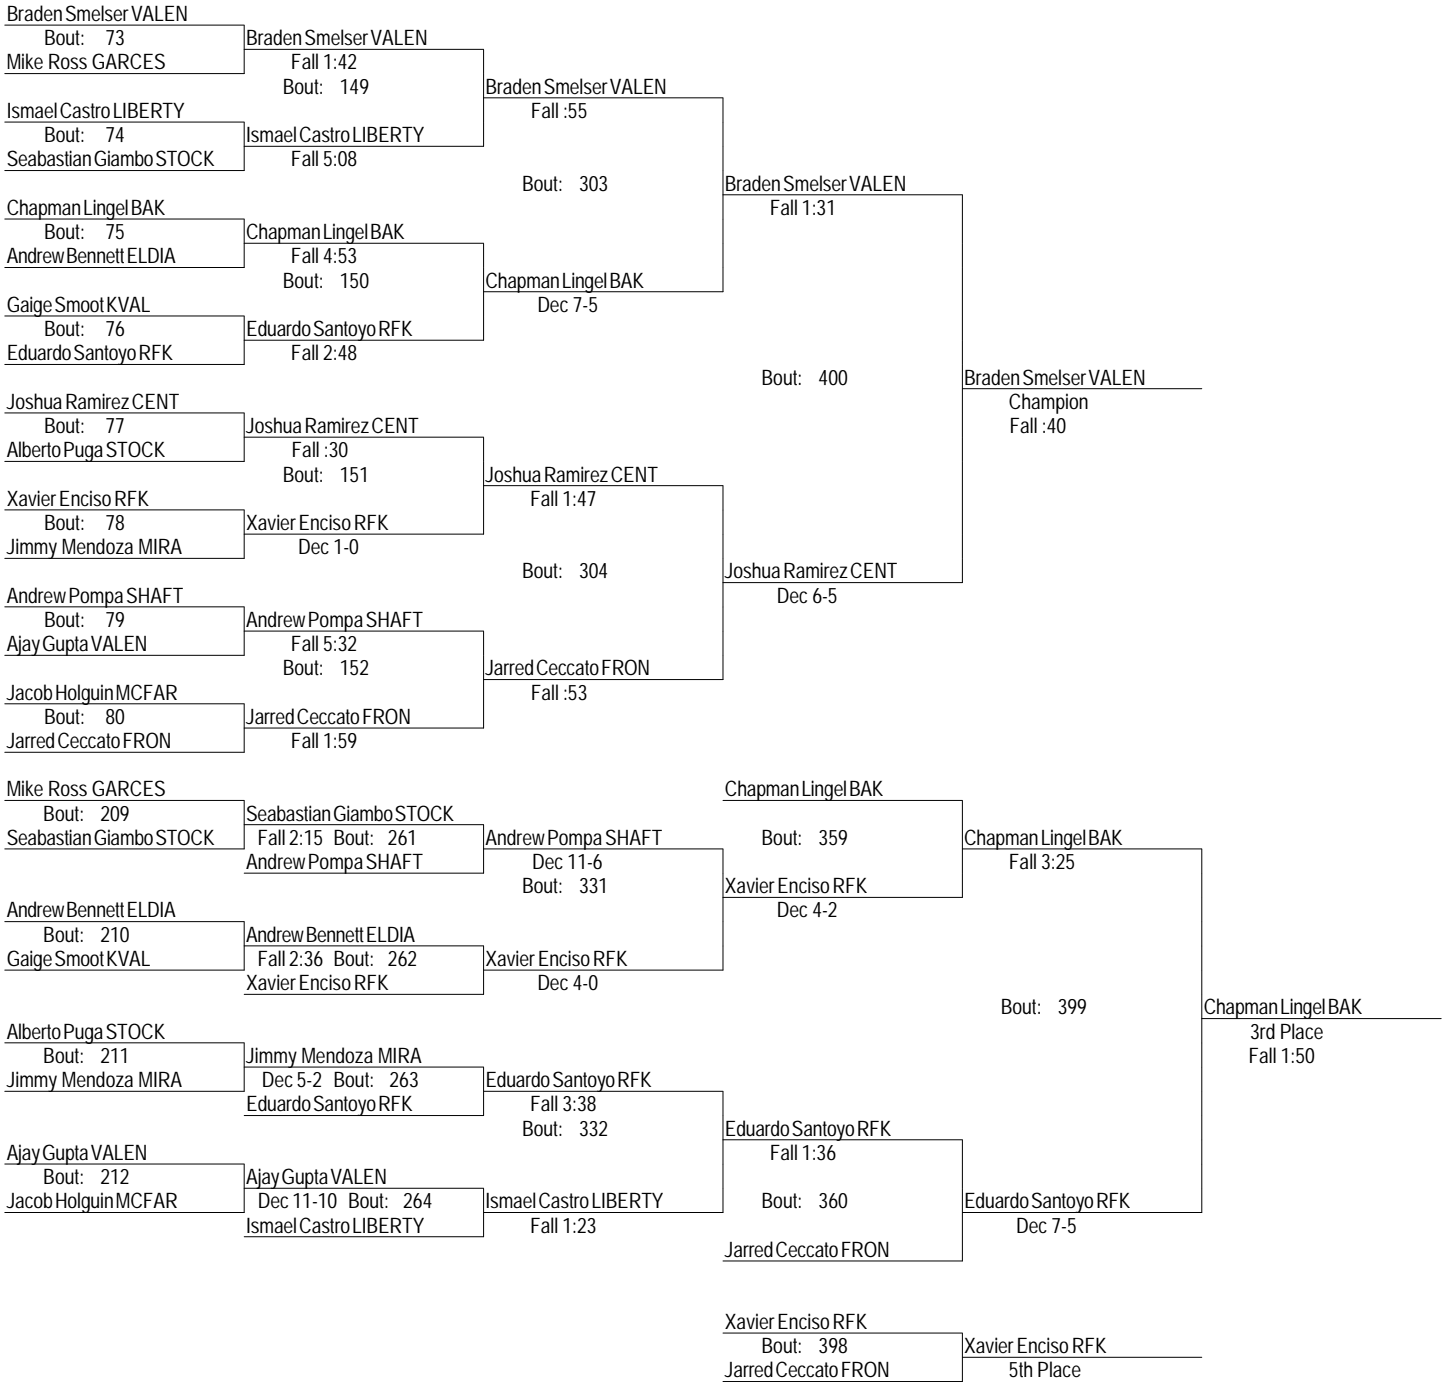 Braden Smelser VALEN
Bout: 73
Mike Ross GARCES
Braden Smelser VALEN
Fall 1:42
Bout: 149
Ismael Castro LIBERTY
Bout: 74
Seabastian Giambo STOCK
Ismael Castro LIBERTY
Fall 5:08
Braden Smelser VALEN
Fall :55
Bout: 303
Chapman Lingel BAK
Bout: 75
Andrew Bennett ELDIA
Chapman Lingel BAK
Fall 4:53
Bout: 150
Gaige Smoot KVAL
Bout: 76
Eduardo Santoyo RFK
Eduardo Santoyo RFK
Fall 2:48
Chapman Lingel BAK
Dec 7-5
Braden Smelser VALEN
Fall 1:31
Bout: 400
Braden Smelser VALEN
Champion
Fall :40
Joshua Ramirez CENT
Bout: 77
Alberto Puga STOCK
Joshua Ramirez CENT
Fall :30
Bout: 151
Xavier Enciso RFK
Bout: 78
Jimmy Mendoza MIRA
Xavier Enciso RFK
Dec 1-0
Joshua Ramirez CENT
Fall 1:47
Bout: 304
Joshua Ramirez CENT
Dec 6-5
Andrew Pompa SHAFT
Bout: 79
Ajay Gupta VALEN
Andrew Pompa SHAFT
Fall 5:32
Bout: 152
Jacob Holguin MCFAR
Bout: 80
Jarred Ceccato FRON
Jarred Ceccato FRON
Fall 1:59
Jarred Ceccato FRON
Fall :53
Mike Ross GARCES
Bout: 209
Seabastian Giambo STOCK
Seabastian Giambo STOCK
Fall 2:15 Bout: 261
Andrew Pompa SHAFT
Andrew Pompa SHAFT
Dec 11-6
Bout: 331
Andrew Bennett ELDIA
Bout: 210
Gaige Smoot KVAL
Andrew Bennett ELDIA
Fall 2:36 Bout: 262
Xavier Enciso RFK
Xavier Enciso RFK
Dec 4-0
Chapman Lingel BAK
Bout: 359
Xavier Enciso RFK
Dec 4-2
Chapman Lingel BAK
Fall 3:25
Bout: 399
Chapman Lingel BAK
3rd Place
Fall 1:50
Alberto Puga STOCK
Bout: 211
Jimmy Mendoza MIRA
Jimmy Mendoza MIRA
Dec 5-2 Bout: 263
Eduardo Santoyo RFK
Eduardo Santoyo RFK
Fall 3:38
Bout: 332
Ajay Gupta VALEN
Bout: 212
Jacob Holguin MCFAR
Ajay Gupta VALEN
Dec 11-10 Bout: 264
Ismael Castro LIBERTY
Ismael Castro LIBERTY
Fall 1:23
Eduardo Santoyo RFK
Fall 1:36
Bout: 360
Jarred Ceccato FRON
Eduardo Santoyo RFK
Dec 7-5
Xavier Enciso RFK
Bout: 398
Jarred Ceccato FRON
Xavier Enciso RFK
5th Place